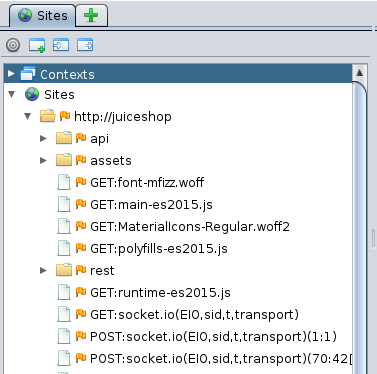 Sites
Contexts
Sites
http://juiceshop
api
assets
GET:font-mfizz.woff
GET:main-es2015.js
GET:MaterialIcons-Regular.woff2
GET:polyfills-es2015.js
rest
GET:runtime-es2015.js
GET:socket.io(EIO,sid,t,transport)
POST:socket.io(EIO,sid,t,transport)(1:1)
POST:socket.io(EIO,sid,t,transport)(70:42[